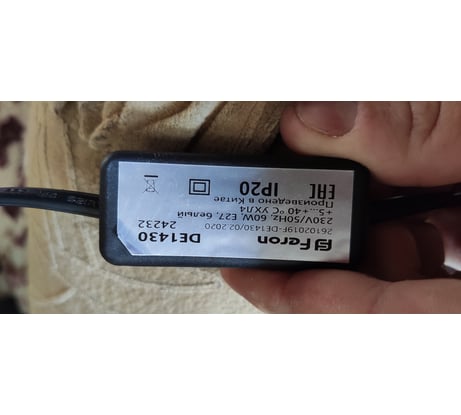 Feron
DE1430
24232
26102019F-DE1430/02.2020
230V/50Hz, 60W, E27, белый
+5...+40 °C УХЛ4
Произведено в Китае
IP20
EAC